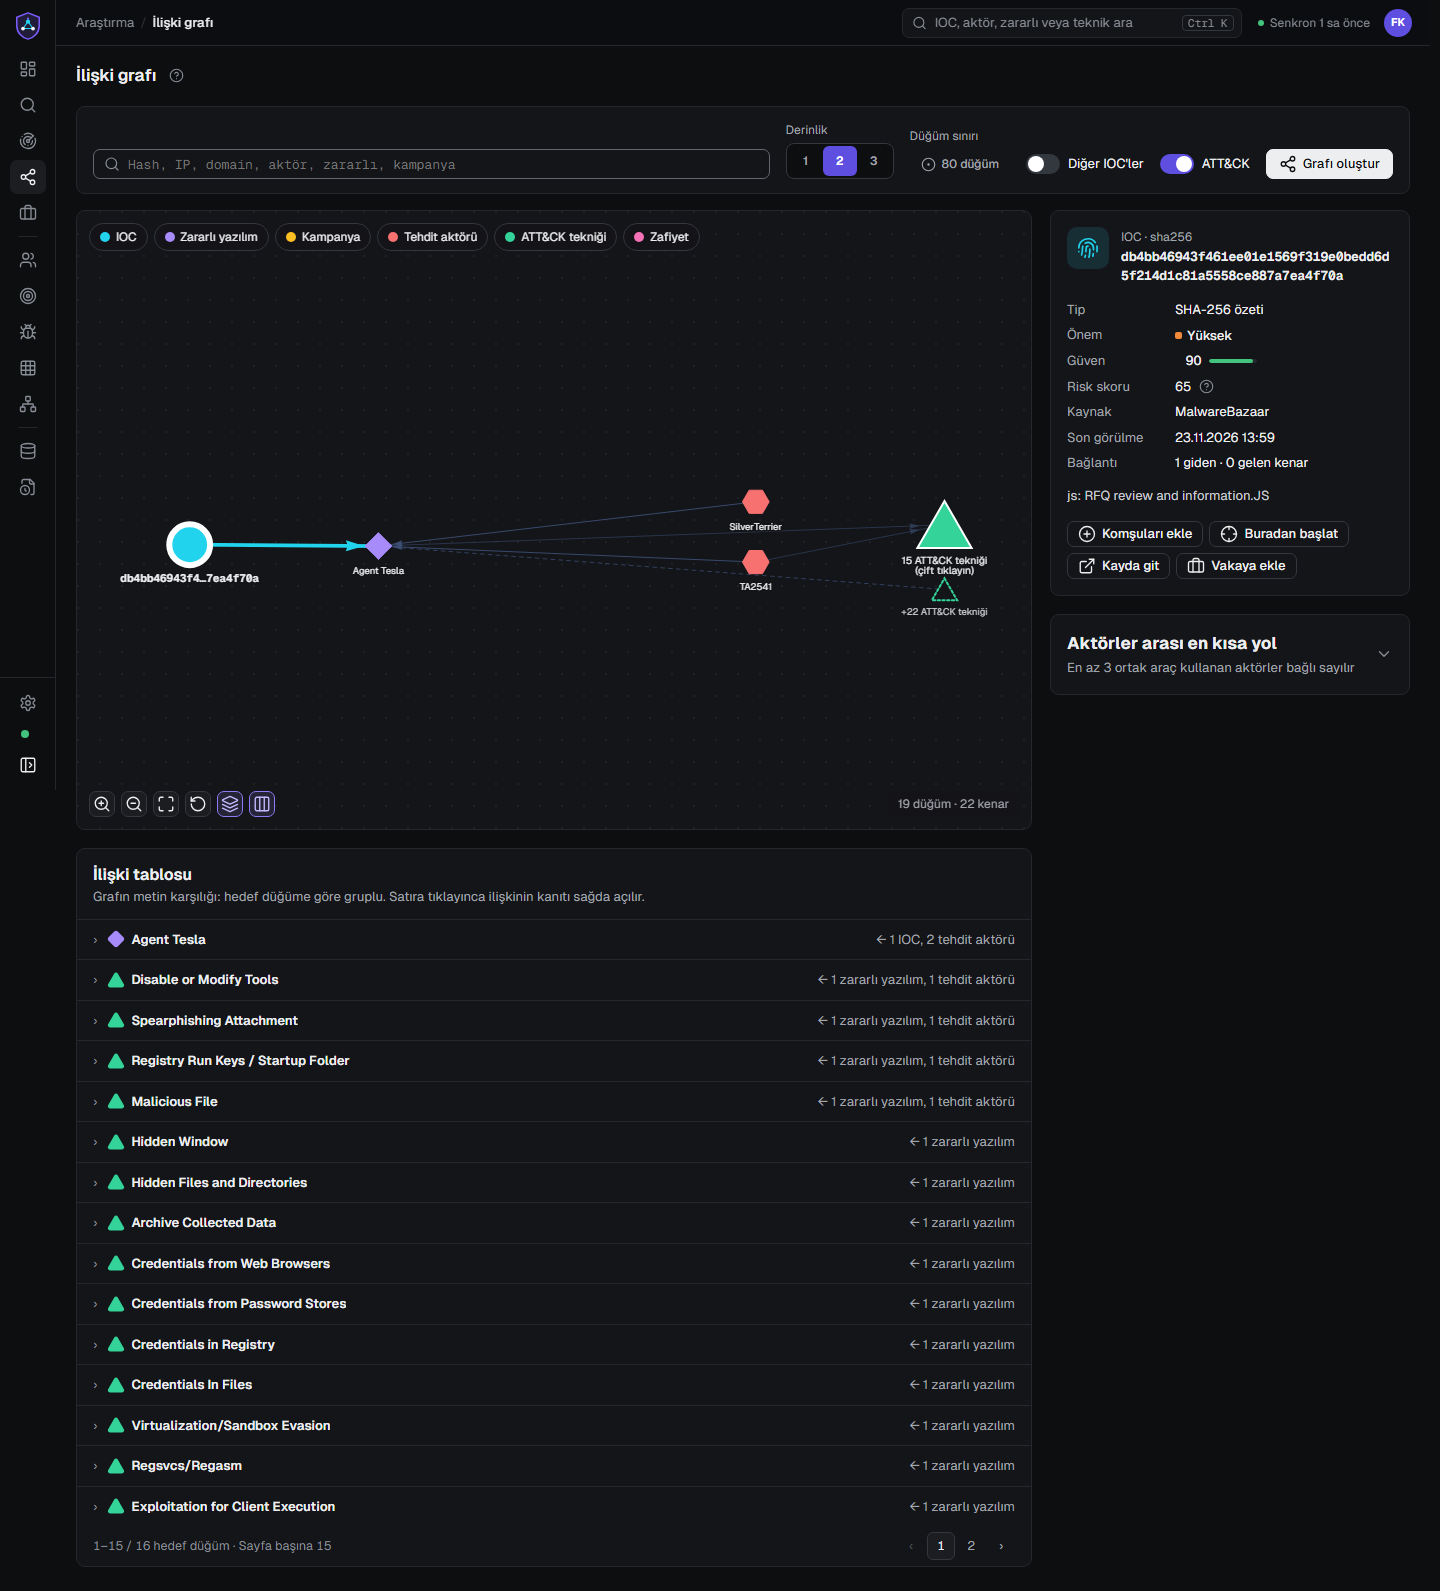 Araştırma / İlişki grafı
IOC, aktör, zararlı veya teknik ara
Ctrl K
Senkron 1 sa önce
FK
İlişki grafı
Hash, IP, domain, aktör, zararlı, kampanya
Derinlik
1 2 3
Düğüm sınırı
80 düğüm
Diğer IOC'ler
ATT&CK
Grafı oluştur
IOC
Zararlı yazılım
Kampanya
Tehdit aktörü
ATT&CK tekniği
Zafiyet
SilverTerrier
15 ATT&CK tekniği
(çift tıklayın)
db4bb46943f4…7ea4f70a
Agent Tesla
TA2541
+22 ATT&CK tekniği
19 düğüm · 22 kenar
IOC · sha256
db4bb46943f461ee01e1569f319e0bedd6d
5f214d1c81a5558ce887a7ea4f70a
Tip SHA-256 özeti
Önem Yüksek
Güven 90
Risk skoru 65
Kaynak MalwareBazaar
Son görülme 23.11.2026 13:59
Bağlantı 1 giden · 0 gelen kenar
js: RFQ review and information.JS
Komşuları ekle
Buradan başlat
Kayda git
Vakaya ekle
Aktörler arası en kısa yol
En az 3 ortak araç kullanan aktörler bağlı sayılır
İlişki tablosu
Grafın metin karşılığı: hedef düğüme göre gruplu. Satıra tıklayınca ilişkinin kanıtı sağda açılır.
› Agent Tesla ← 1 IOC, 2 tehdit aktörü
› Disable or Modify Tools ← 1 zararlı yazılım, 1 tehdit aktörü
› Spearphishing Attachment ← 1 zararlı yazılım, 1 tehdit aktörü
› Registry Run Keys / Startup Folder ← 1 zararlı yazılım, 1 tehdit aktörü
› Malicious File ← 1 zararlı yazılım, 1 tehdit aktörü
› Hidden Window ← 1 zararlı yazılım
› Hidden Files and Directories ← 1 zararlı yazılım
› Archive Collected Data ← 1 zararlı yazılım
› Credentials from Web Browsers ← 1 zararlı yazılım
› Credentials from Password Stores ← 1 zararlı yazılım
› Credentials in Registry ← 1 zararlı yazılım
› Credentials In Files ← 1 zararlı yazılım
› Virtualization/Sandbox Evasion ← 1 zararlı yazılım
› Regsvcs/Regasm ← 1 zararlı yazılım
› Exploitation for Client Execution ← 1 zararlı yazılım
1–15 / 16 hedef düğüm · Sayfa başına 15
‹ 1 2 ›